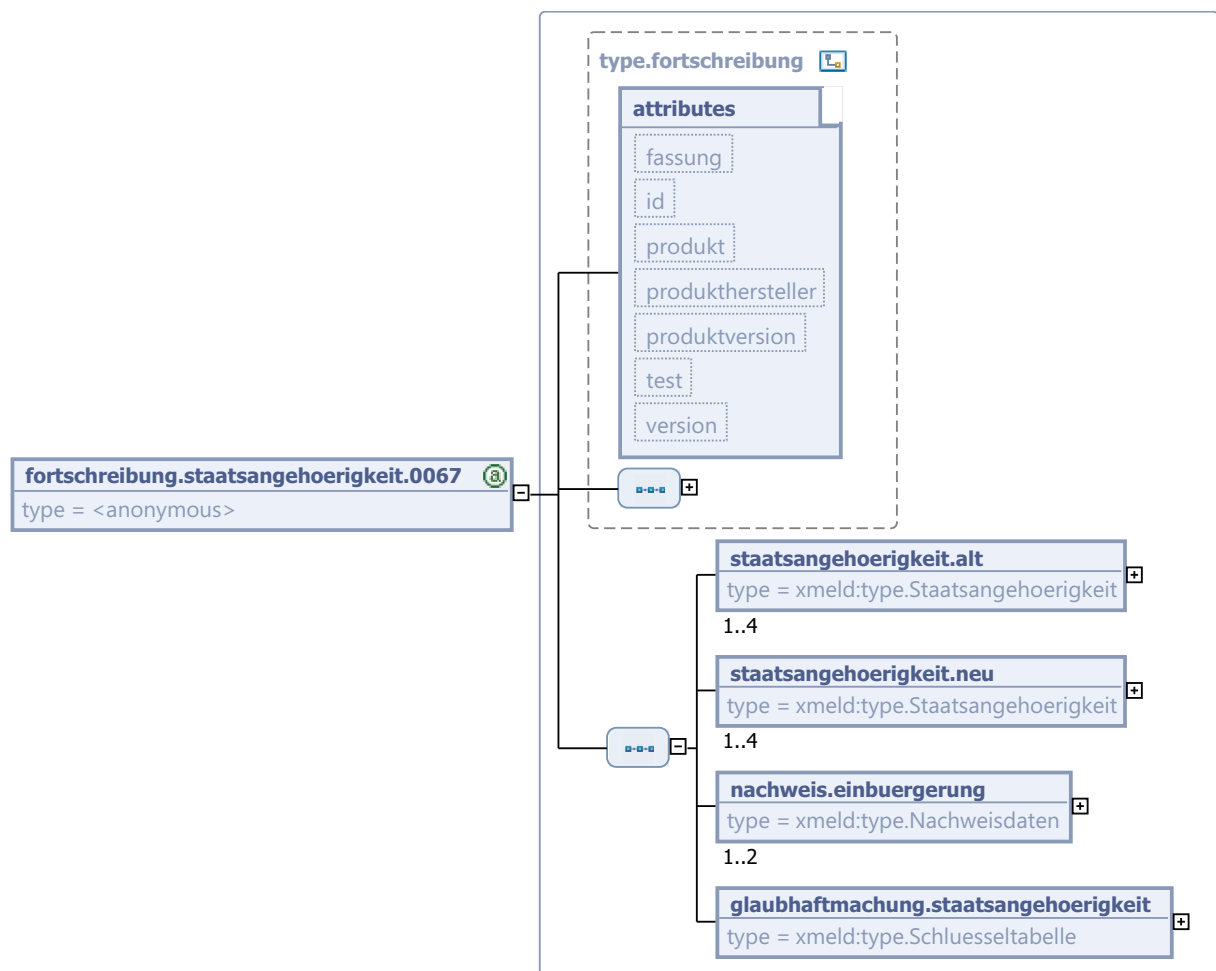 type.fortschreibung
attributes
fassung
id
produkt
produkthersteller
produktversion
test
version
fortschreibung.staatsangehoerigkeit.0067 @
type = <anonymous>
staatsangehoerigkeit.alt
type = xmeld:type.Staatsangehoerigkeit
1..4
staatsangehoerigkeit.neu
type = xmeld:type.Staatsangehoerigkeit
1..4
nachweis.einbuergerung
type = xmeld:type.Nachweisdaten
1..2
glaubhaftmachung.staatsangehoerigkeit
type = xmeld:type.Schluesseltabelle